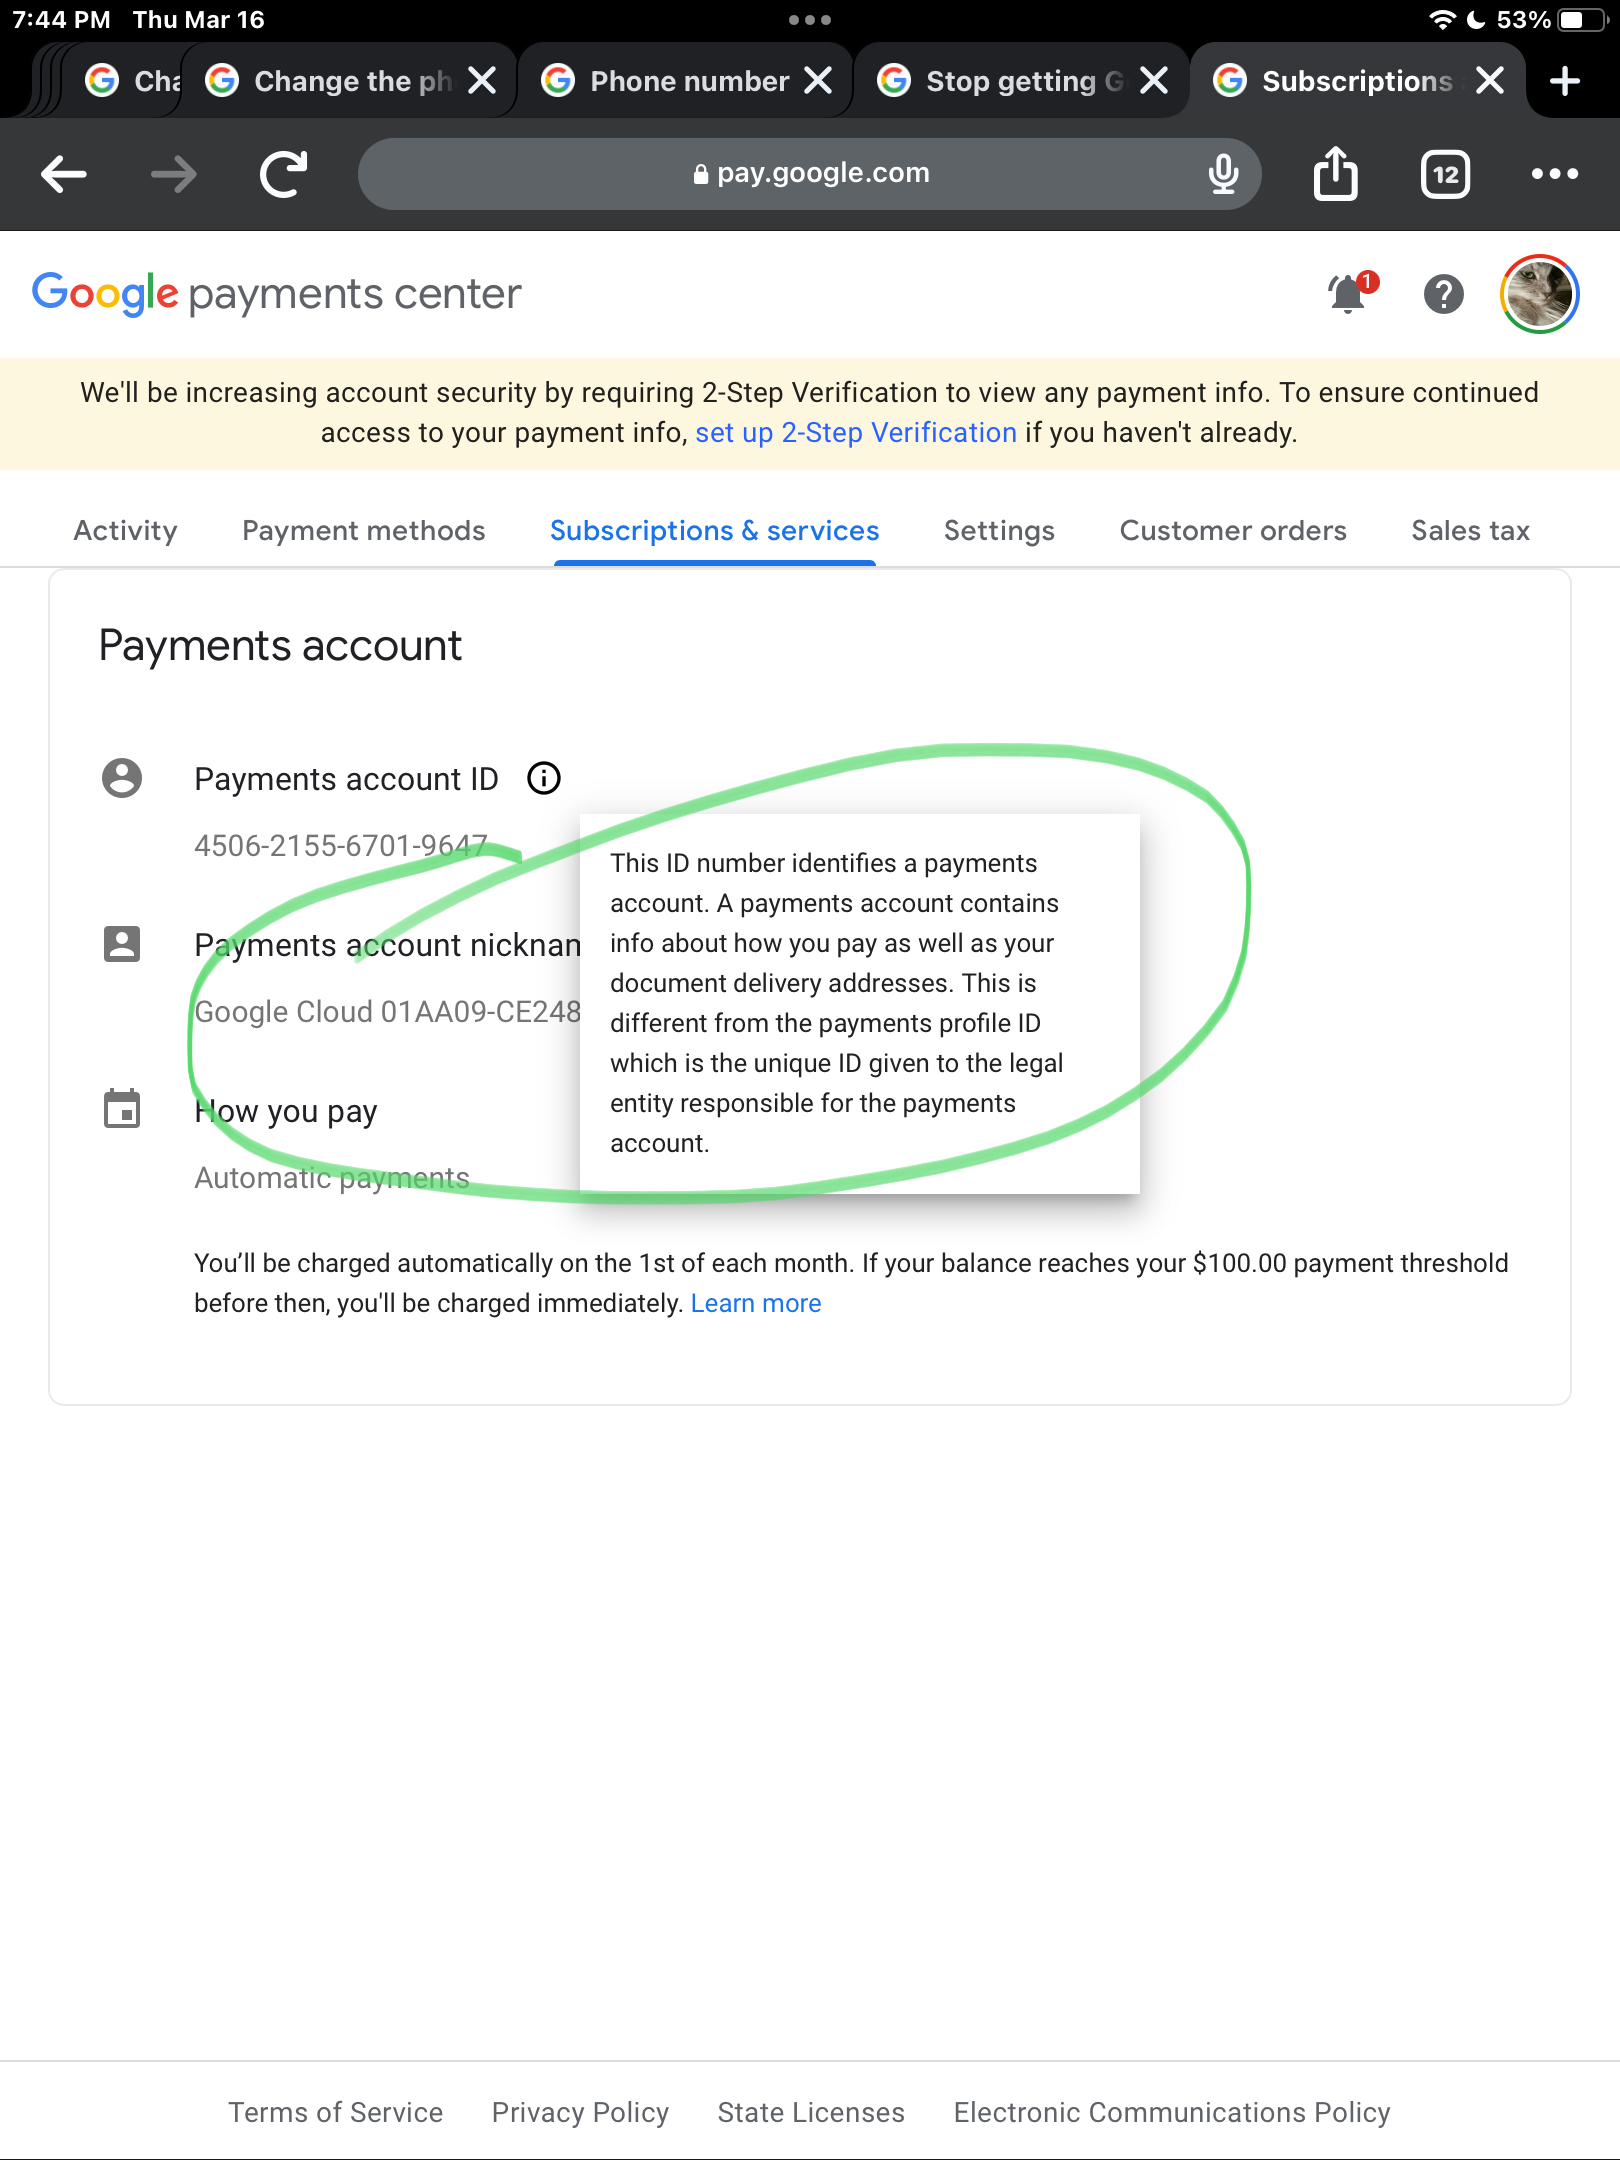 7:44 PM Thu Mar 16
53%
Cha
Change the ph
Phone number
Stop getting G
Subscriptions
pay.google.com
12
Google payments center
1
We'll be increasing account security by requiring 2-Step Verification to view any payment info. To ensure continued
access to your payment info, set up 2-Step Verification if you haven't already.
Activity
Payment methods
Subscriptions & services
Settings
Customer orders
Sales tax
Payments account
Payments account ID
4506-2155-6701-9647
This ID number identifies a payments
account. A payments account contains
info about how you pay as well as your
document delivery addresses. This is
different from the payments profile ID
which is the unique ID given to the legal
entity responsible for the payments
account.
Payments account nicknam
Google Cloud 01AA09-CE248
How you pay
Automatic payments
You’ll be charged automatically on the 1st of each month. If your balance reaches your $100.00 payment threshold
before then, you'll be charged immediately. Learn more
Terms of Service
Privacy Policy
State Licenses
Electronic Communications Policy